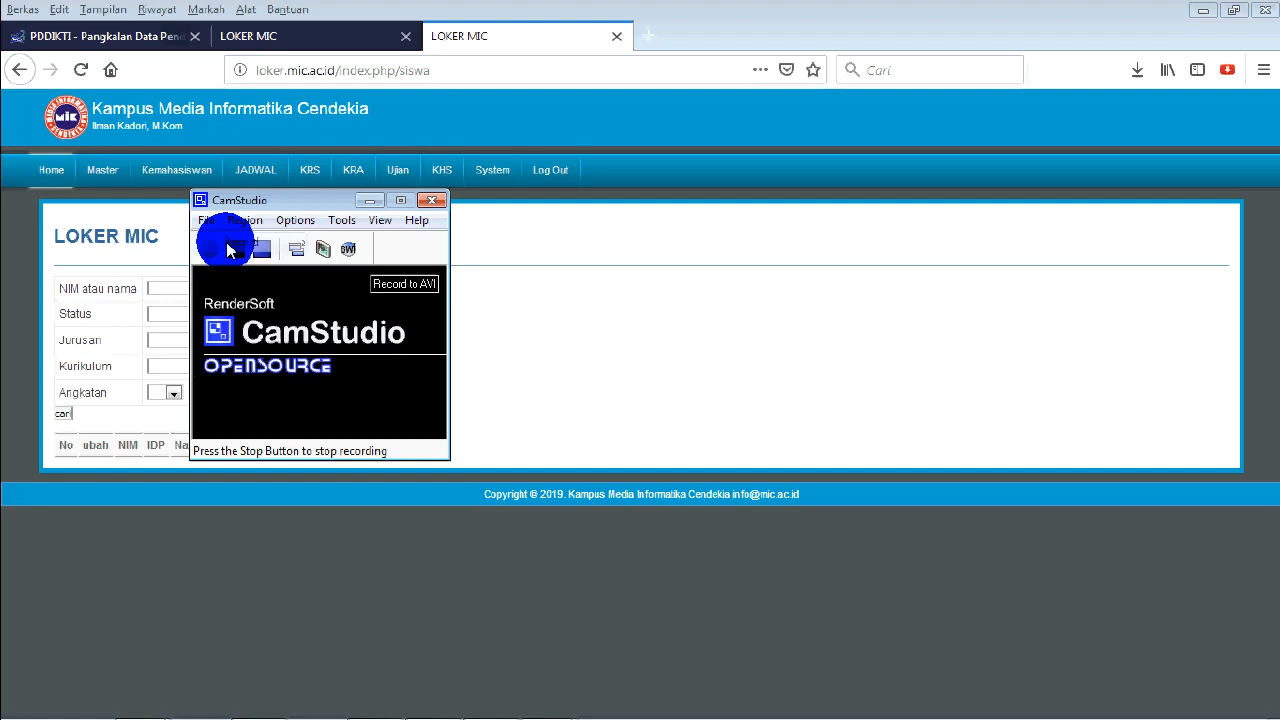 Berkas Edit Tampilan Riwayat Markah Alat Bantuan
PDDIKTI - Pangkalan Data Pend LOKER MIC LOKER MIC
loker.mic.ac.id/index.php/siswa Cari
Kampus Media Informatika Cendekia
Ilman Kadori, M.Kom
Home Master Kemahasiswan JADWAL KRS KRA Ujian KHS System Log Out
CamStudio
File Region Options Tools View Help
LOKER MIC
Record to AVI
NIM atau nama
RenderSoft
Status
CamStudio
Jurusan
OPENSOURCE
Kurikulum
Angkatan
cari
No ubah NIM IDP Na
Press the Stop Button to stop recording
Copyright © 2019. Kampus Media Informatika Cendekia info@mic.ac.id